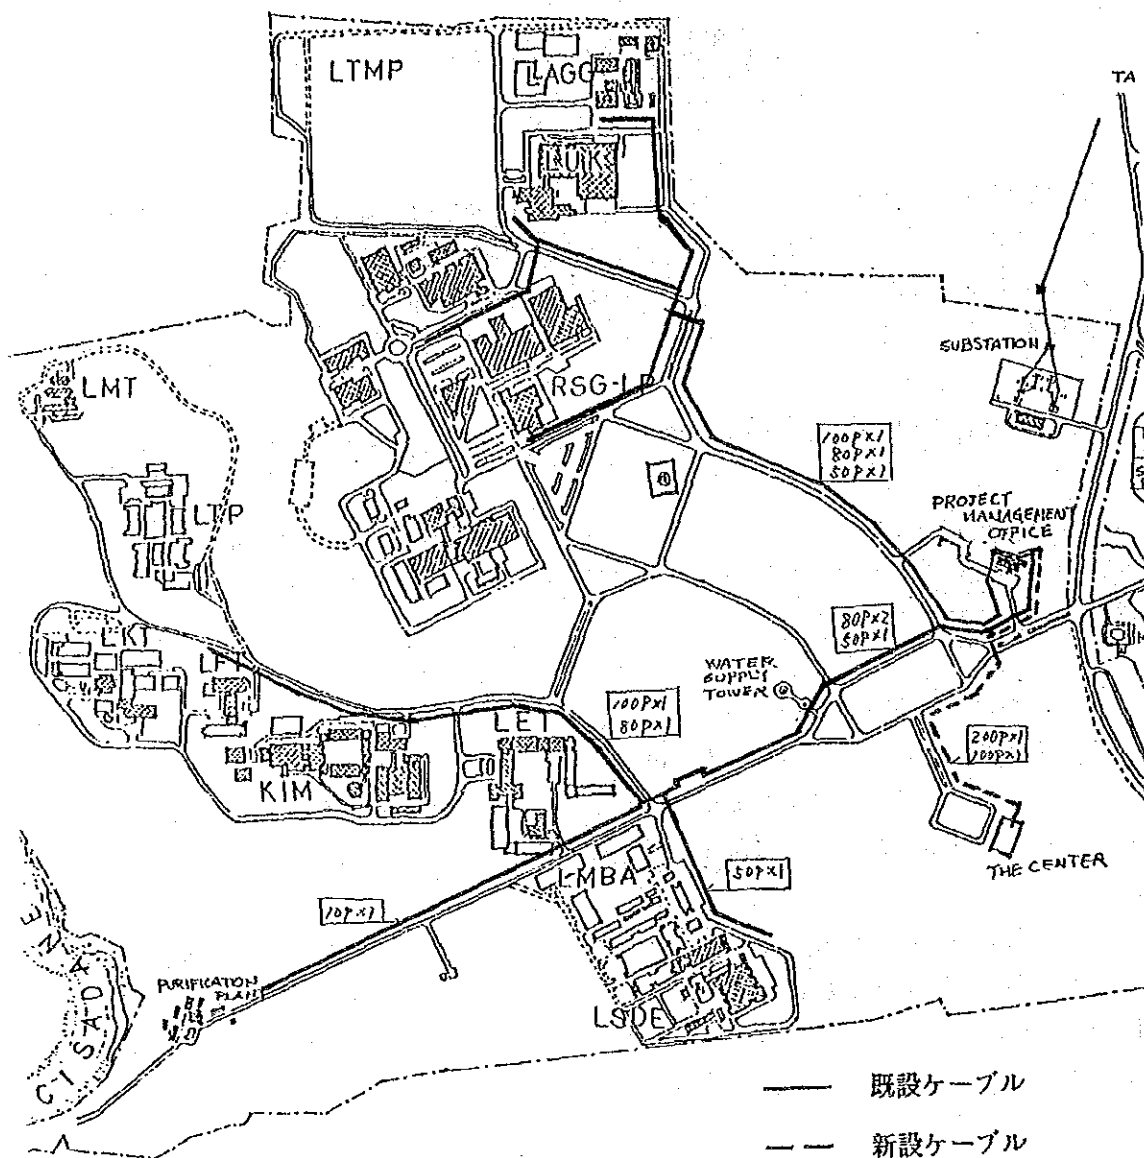 LTMP
LAGG
LUK
TA
SUBSTATION
LMT
RSG-LP
100P×1
80P×1
50P×1
PROJECT
MANAGEMENT
OFFICE
LTP
80P×2
50P×1
WATER
SUPPLY
TOWER
100P×1
80P×1
LET
200P×1
100P×1
KIM
THE CENTER
LMBA
50P×1
10P×1
PURIFICATION
PLAN
LSDE
CISADANE
既設ケーブル
新設ケーブル